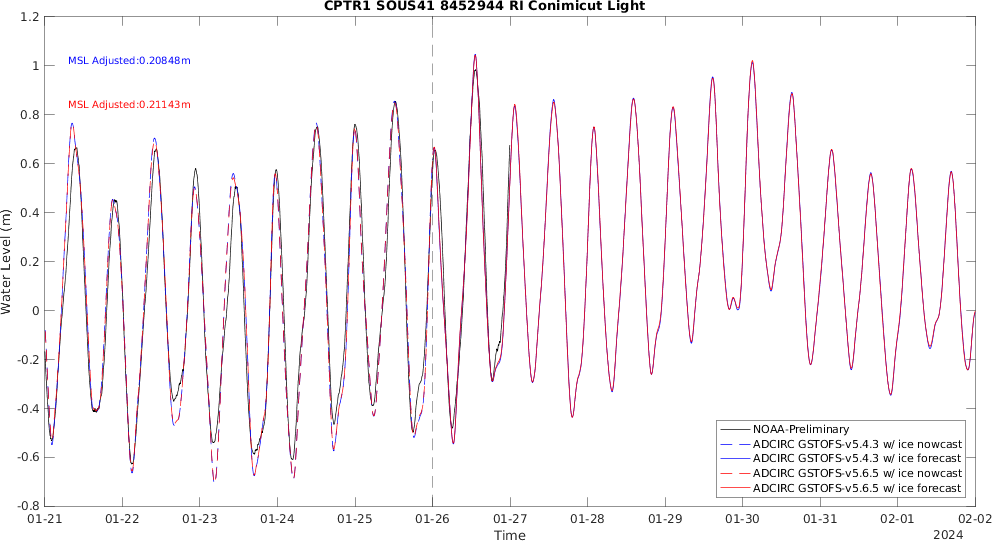 CPTR1 SOUS41 8452944 RI Conimicut Light
1.2
1
0.8
0.6
0.4
0.2
0
-0.2
-0.4
-0.6
-0.8
Water Level (m)
MSL Adjusted:0.20848m
MSL Adjusted:0.21143m
NOAA-Preliminary
ADCIRC GSTOFS-v5.4.3 w/ ice nowcast
ADCIRC GSTOFS-v5.4.3 w/ ice forecast
ADCIRC GSTOFS-v5.6.5 w/ ice nowcast
ADCIRC GSTOFS-v5.6.5 w/ ice forecast
01-21 01-22 01-23 01-24 01-25 01-26 01-27 01-28 01-29 01-30 01-31 02-01 02-02
Time
2024